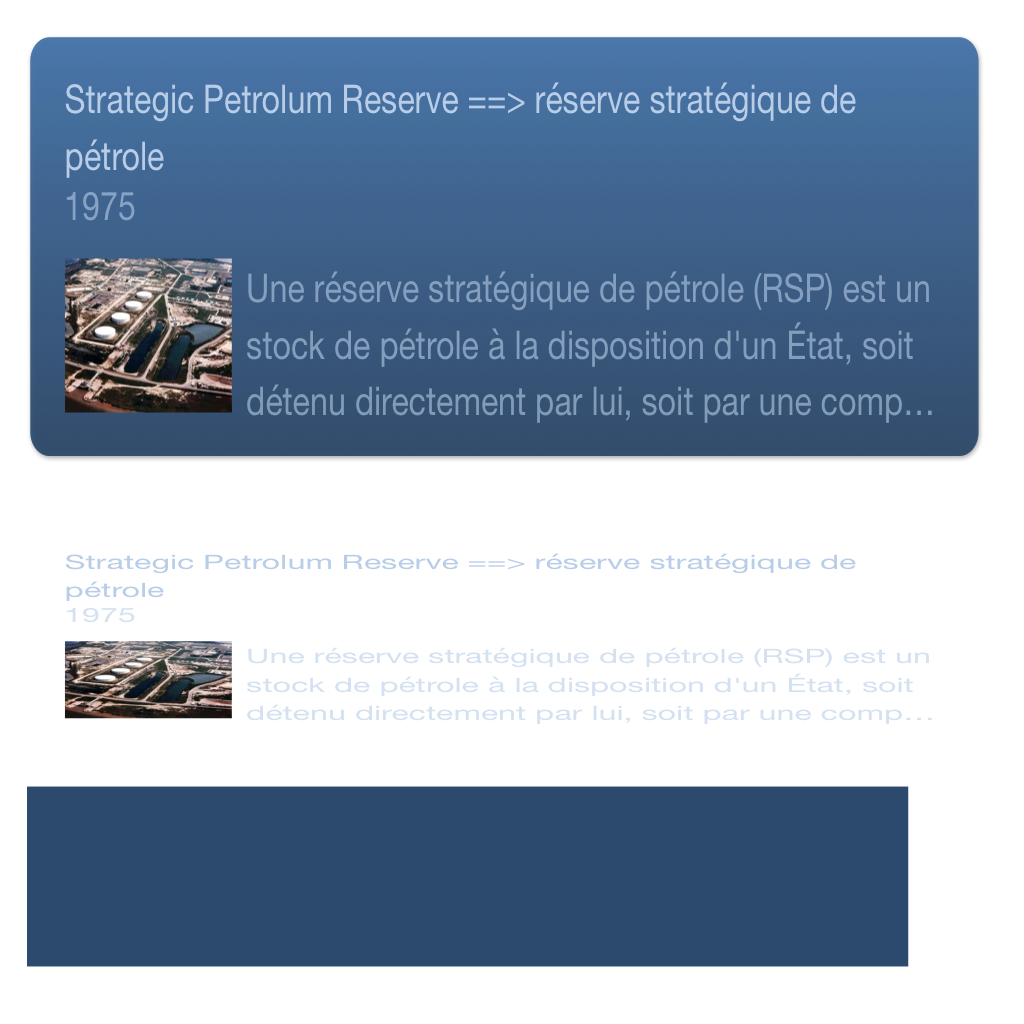 Strategic Petrolum Reserve ==> réserve stratégique de
pétrole
1975
Une réserve stratégique de pétrole (RSP) est un
stock de pétrole à la disposition d'un État, soit
détenu directement par lui, soit par une comp…
Strategic Petrolum Reserve ==> réserve stratégique de
pétrole
1975
Une réserve stratégique de pétrole (RSP) est un
stock de pétrole à la disposition d'un État, soit
détenu directement par lui, soit par une comp…